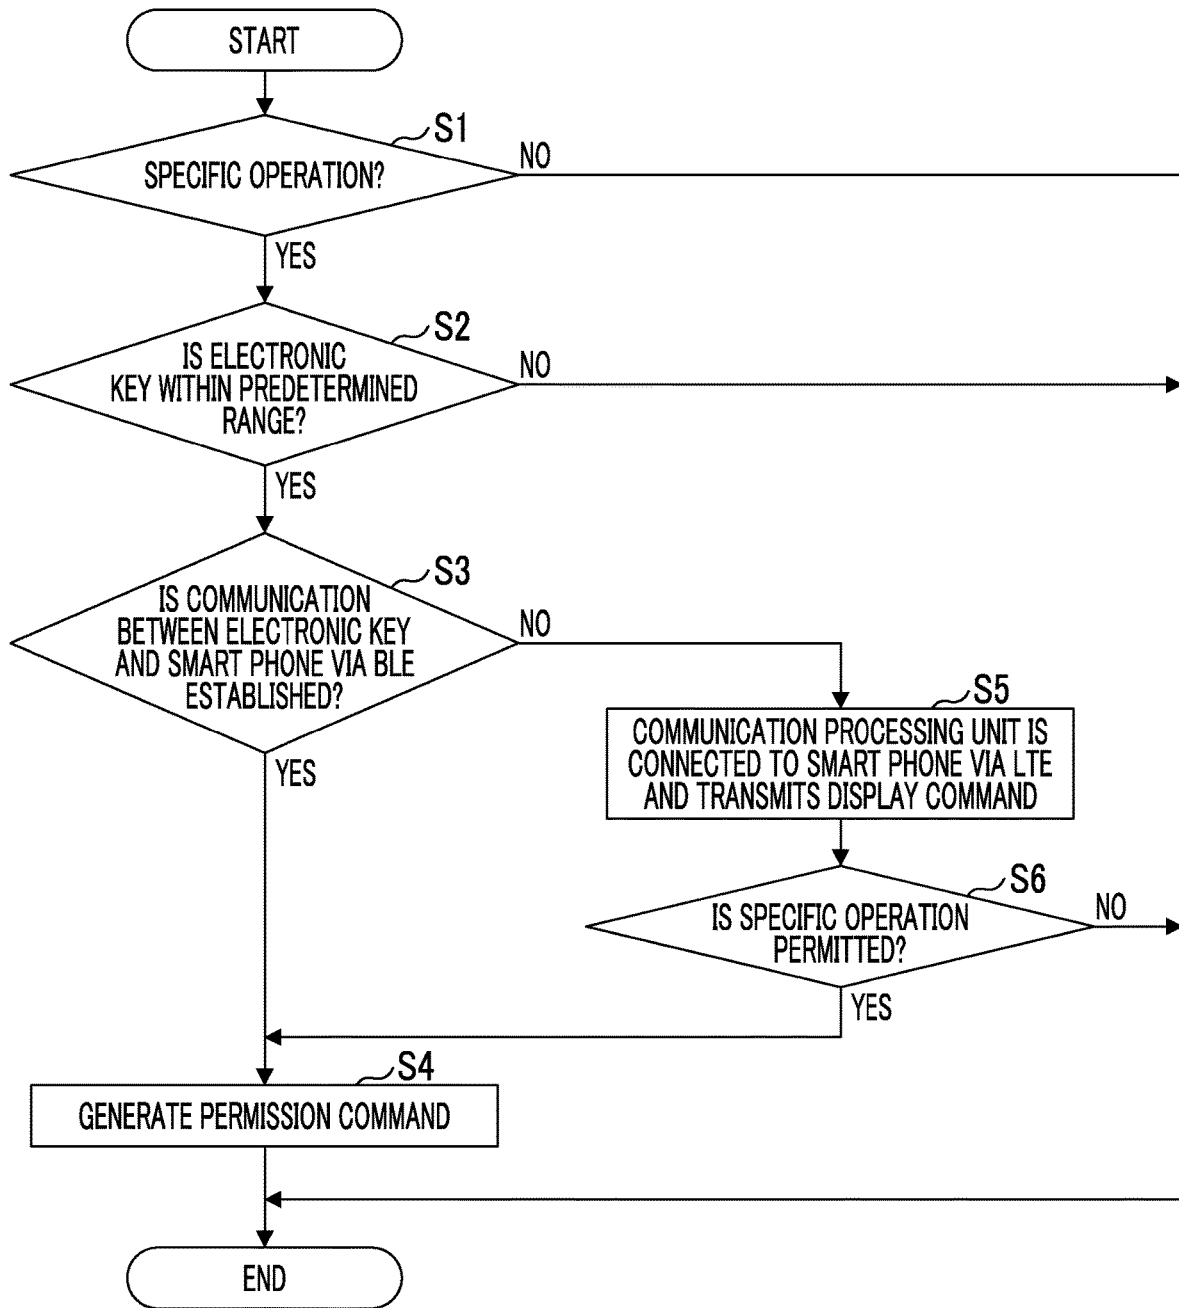 START
S1
SPECIFIC OPERATION?
NO
YES
S2
IS ELECTRONIC
KEY WITHIN PREDETERMINED
RANGE?
NO
YES
S3
IS COMMUNICATION
BETWEEN ELECTRONIC KEY
AND SMART PHONE VIA BLE
ESTABLISHED?
NO
YES
S5
COMMUNICATION PROCESSING UNIT IS
CONNECTED TO SMART PHONE VIA LTE
AND TRANSMITS DISPLAY COMMAND
S6
IS SPECIFIC OPERATION
PERMITTED?
NO
YES
S4
GENERATE PERMISSION COMMAND
END